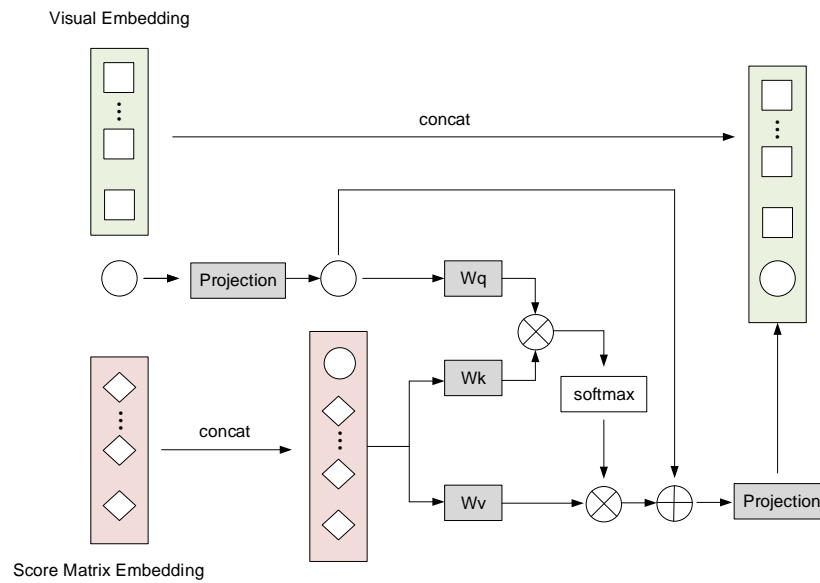 Visual Embedding
concat
Projection
Wq
Wk
softmax
concat
Wv
Projection
Score Matrix Embedding